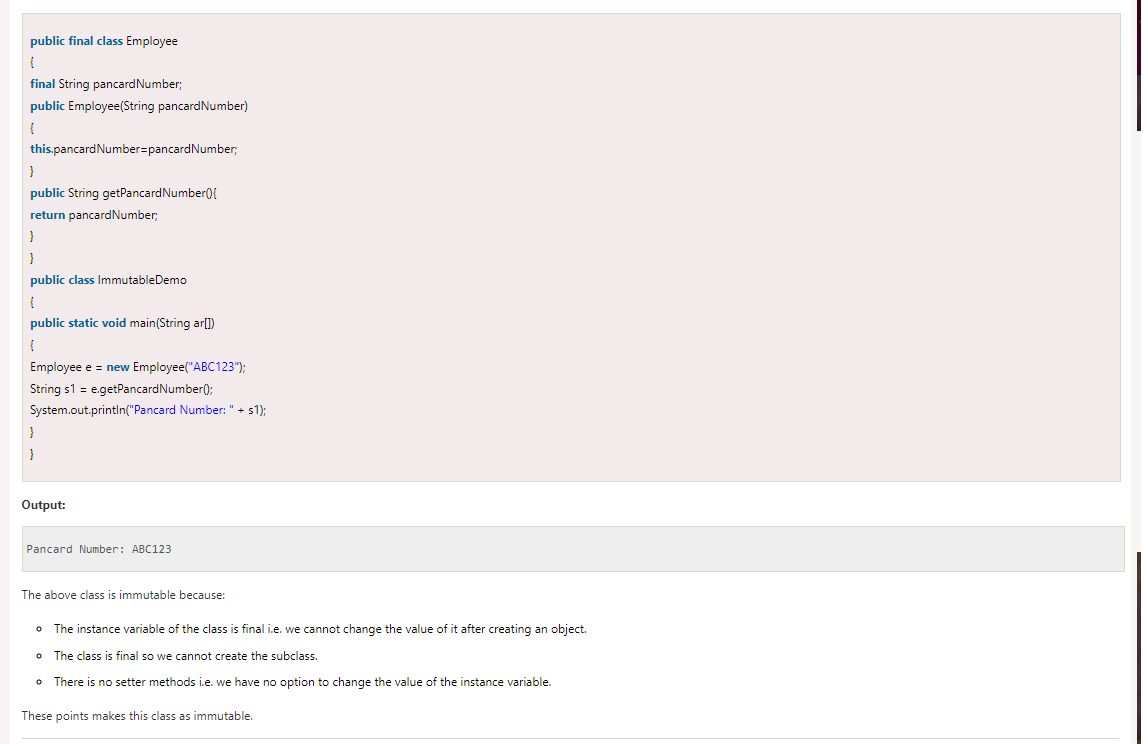 public final class Employee
{
final String pancardNumber;
public Employee(String pancardNumber)
{
this.pancardNumber=pancardNumber;
}
public String getPancardNumber(){
return pancardNumber;
}
}
public class ImmutableDemo
{
public static void main(String ar[])
{
Employee e = new Employee("ABC123");
String s1 = e.getPancardNumber();
System.out.println("Pancard Number: " + s1);
}
}
Output:
Pancard Number: ABC123
The above class is immutable because:
The instance variable of the class is final i.e. we cannot change the value of it after creating an object.
The class is final so we cannot create the subclass.
There is no setter methods i.e. we have no option to change the value of the instance variable.
These points makes this class as immutable.